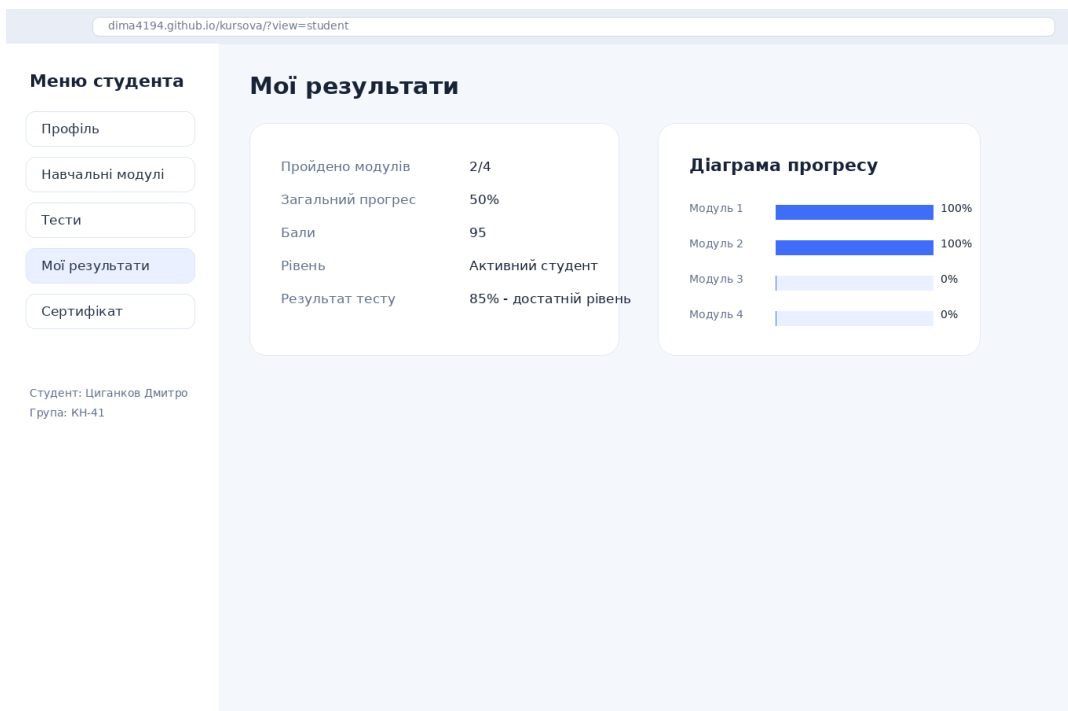 dima4194.github.io/kursova/?view=student
Меню студента
Профіль
Навчальні модулі
Тести
Мої результати
Сертифікат
Студент: Циганков Дмитро
Група: КН-41
Мої результати
Пройдено модулів 2/4
Загальний прогрес 50%
Бали 95
Рівень Активний студент
Результат тесту 85% - достатній рівень
Діаграма прогресу
Модуль 1 100%
Модуль 2 100%
Модуль 3 0%
Модуль 4 0%